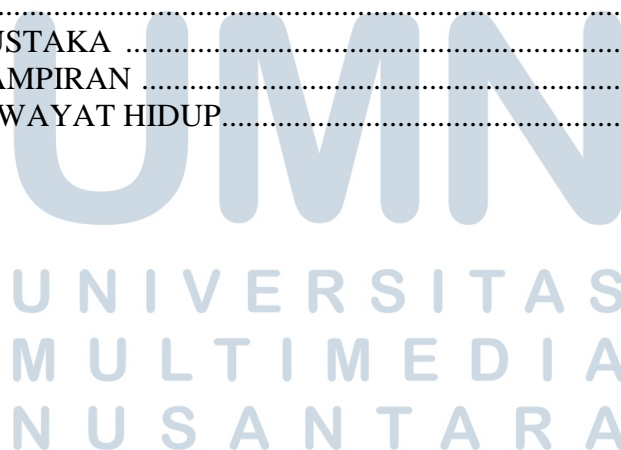 ................................................................................
USTAKA ..................................................................
AMPIRAN ................................................................
WAYAT HIDUP......................................................
UMN
UNIVERSITAS
MULTIMEDIA
NUSANTARA